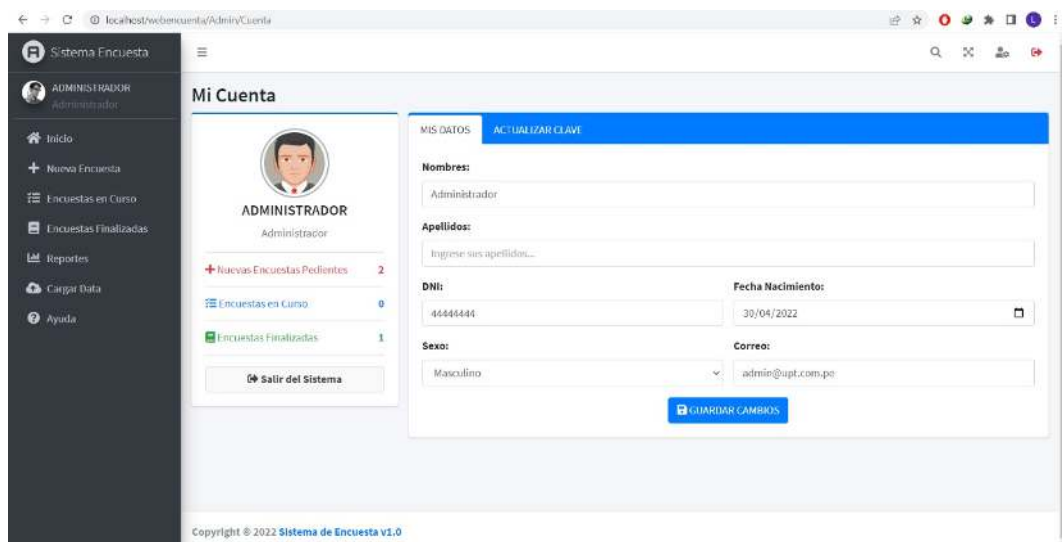 localhost/webencuenta/Admin/Cuenta
L
Sistema Encuesta
ADMINISTRADOR
Administrador
Inicio
Nueva Encuesta
Encuestas en Curso
Encuestas Finalizadas
Reportes
Cargar Data
Ayuda
Mi Cuenta
ADMINISTRADOR
Administrador
Nuevas Encuestas Pedientes 2
Encuestas en Curso 0
Encuestas Finalizadas 1
Salir del Sistema
MIS DATOS ACTUALIZAR CLAVE
Nombres:
Administrador
Apellidos:
Ingrese sus apellidos...
DNI: Fecha Nacimiento:
44444444 30/04/2022
Sexo: Correo:
Masculino admin@upt.com.pe
GUARDAR CAMBIOS
Copyright © 2022 Sistema de Encuesta v1.0